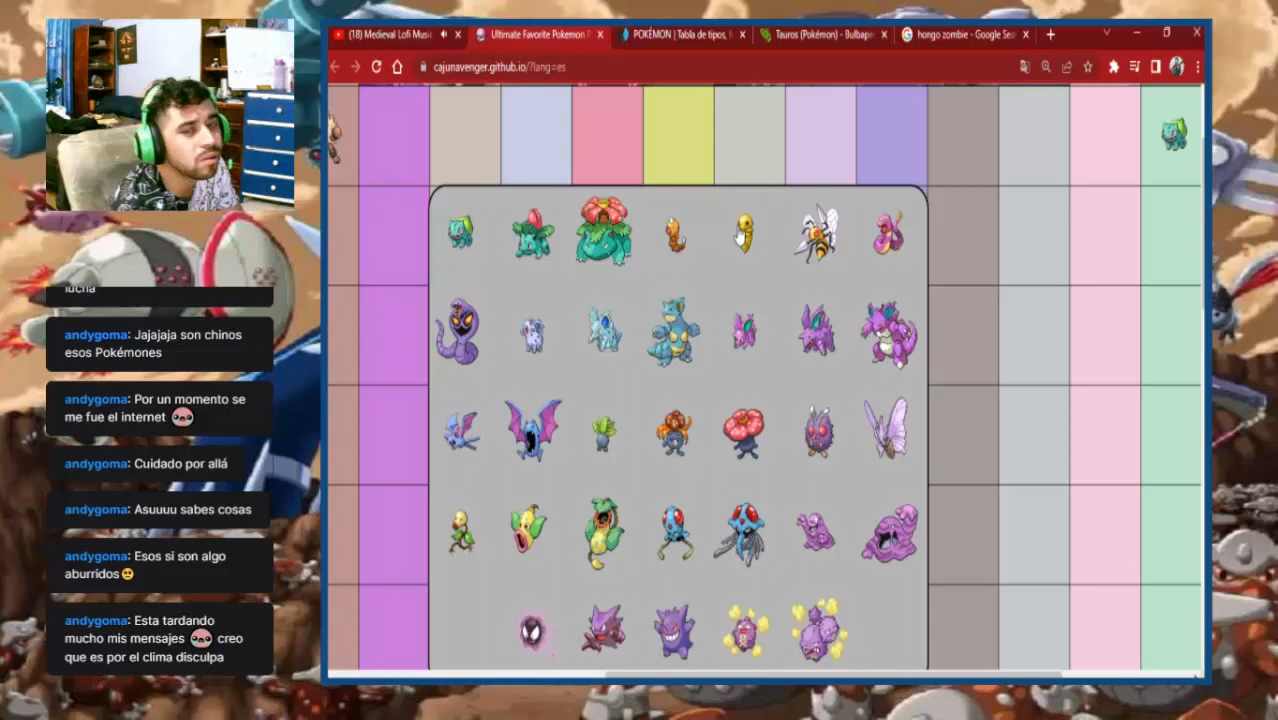 (18) Medieval Lofi Musi
Ultimate Favorite Pokemon P
POKÉMON | Tabla de tipos, f
Tauros (Pokémon) - Bulbape
hongo zombie - Google Sea
cajunavenger.github.io/?lang=es
lucha
andygoma: Jajajaja son chinos
esos Pokémones
andygoma: Por un momento se
me fue el internet
andygoma: Cuidado por allá
andygoma: Asuuuu sabes cosas
andygoma: Esos si son algo
aburridos
andygoma: Esta tardando
mucho mis mensajes creo
que es por el clima disculpa